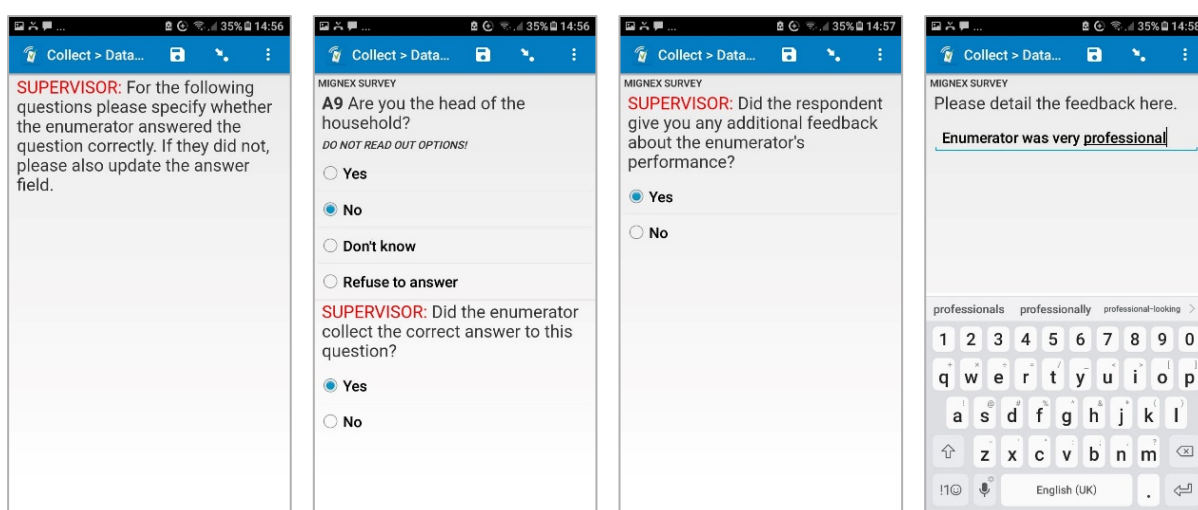 ... 35% 14:56
Collect > Data...
SUPERVISOR: For the following
questions please specify whether
the enumerator answered the
question correctly. If they did not,
please also update the answer
field.
... 35% 14:56
Collect > Data...
MIGNEX SURVEY
A9 Are you the head of the
household?
DO NOT READ OUT OPTIONS!
Yes
No
Don't know
Refuse to answer
SUPERVISOR: Did the enumerator
collect the correct answer to this
question?
Yes
No
... 35% 14:57
Collect > Data...
MIGNEX SURVEY
SUPERVISOR: Did the respondent
give you any additional feedback
about the enumerator's
performance?
Yes
No
... 35% 14:58
Collect > Data...
MIGNEX SURVEY
Please detail the feedback here.
Enumerator was very professional
professionals professionally professional-looking >
1 2 3 4 5 6 7 8 9 0
q w e r t y u i o p
a s d f g h j k l
z x c v b n m
!1☺ English (UK) .